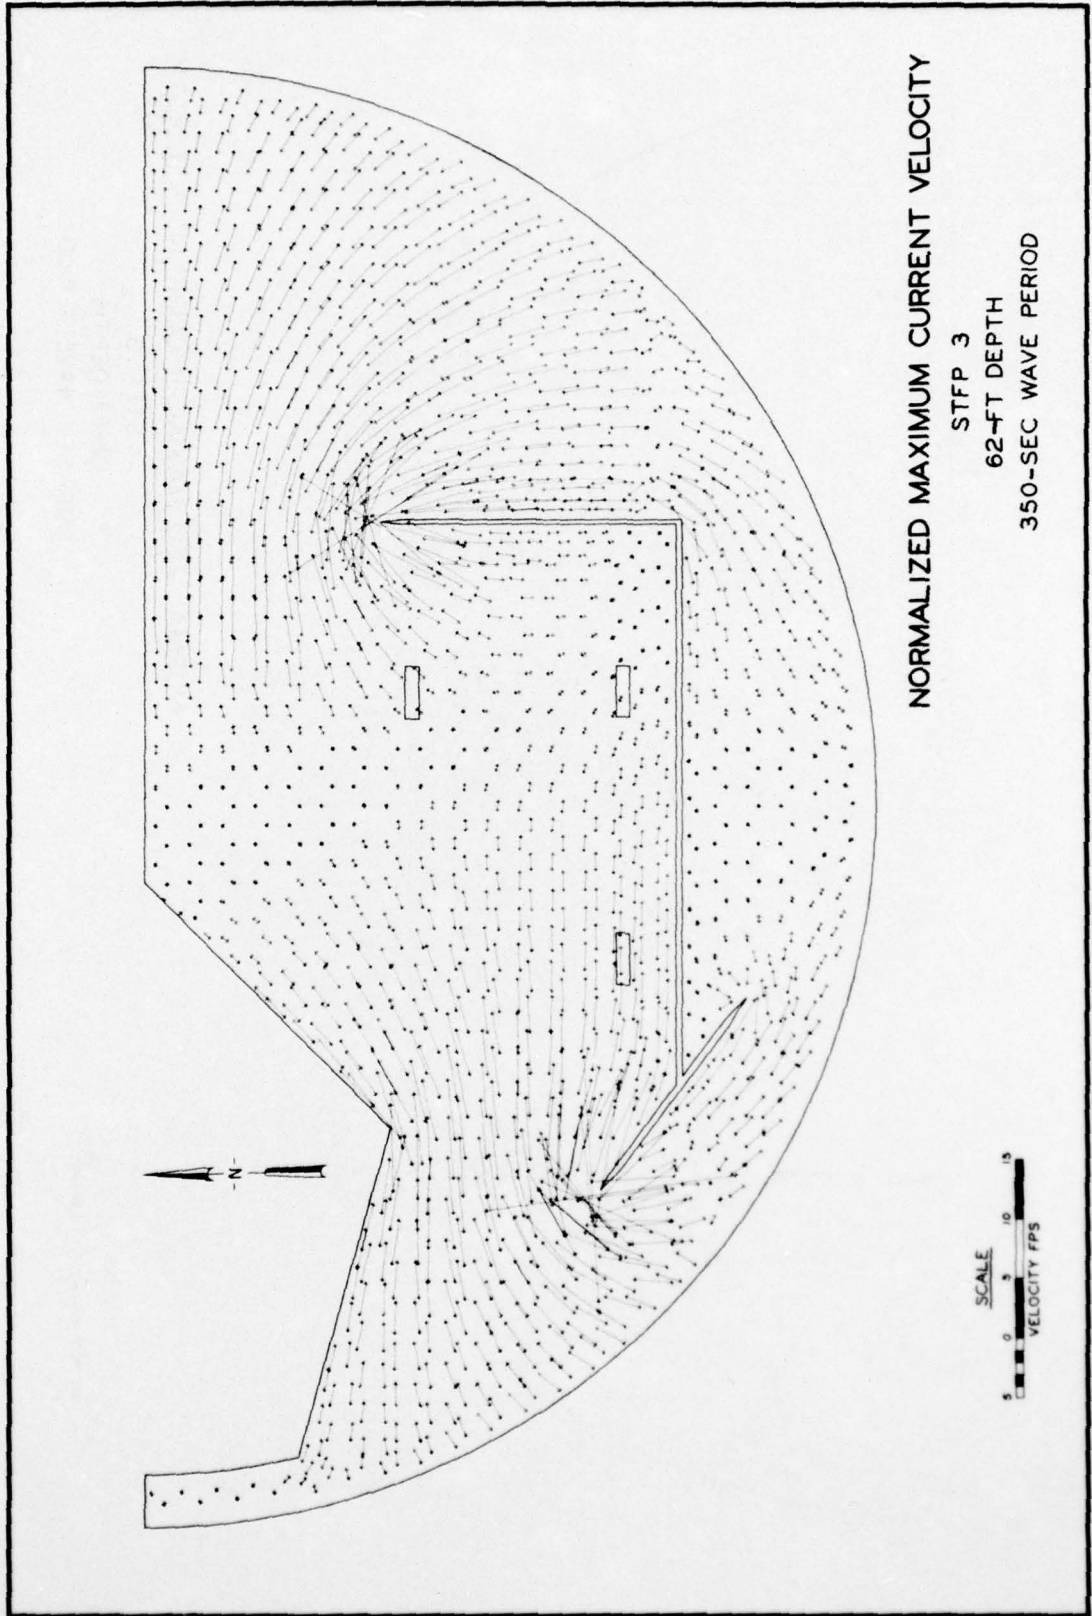 N
NORMALIZED MAXIMUM CURRENT VELOCITY
STFP 3
62-FT DEPTH
350-SEC WAVE PERIOD
SCALE
5 0 5 10 15
VELOCITY FPS